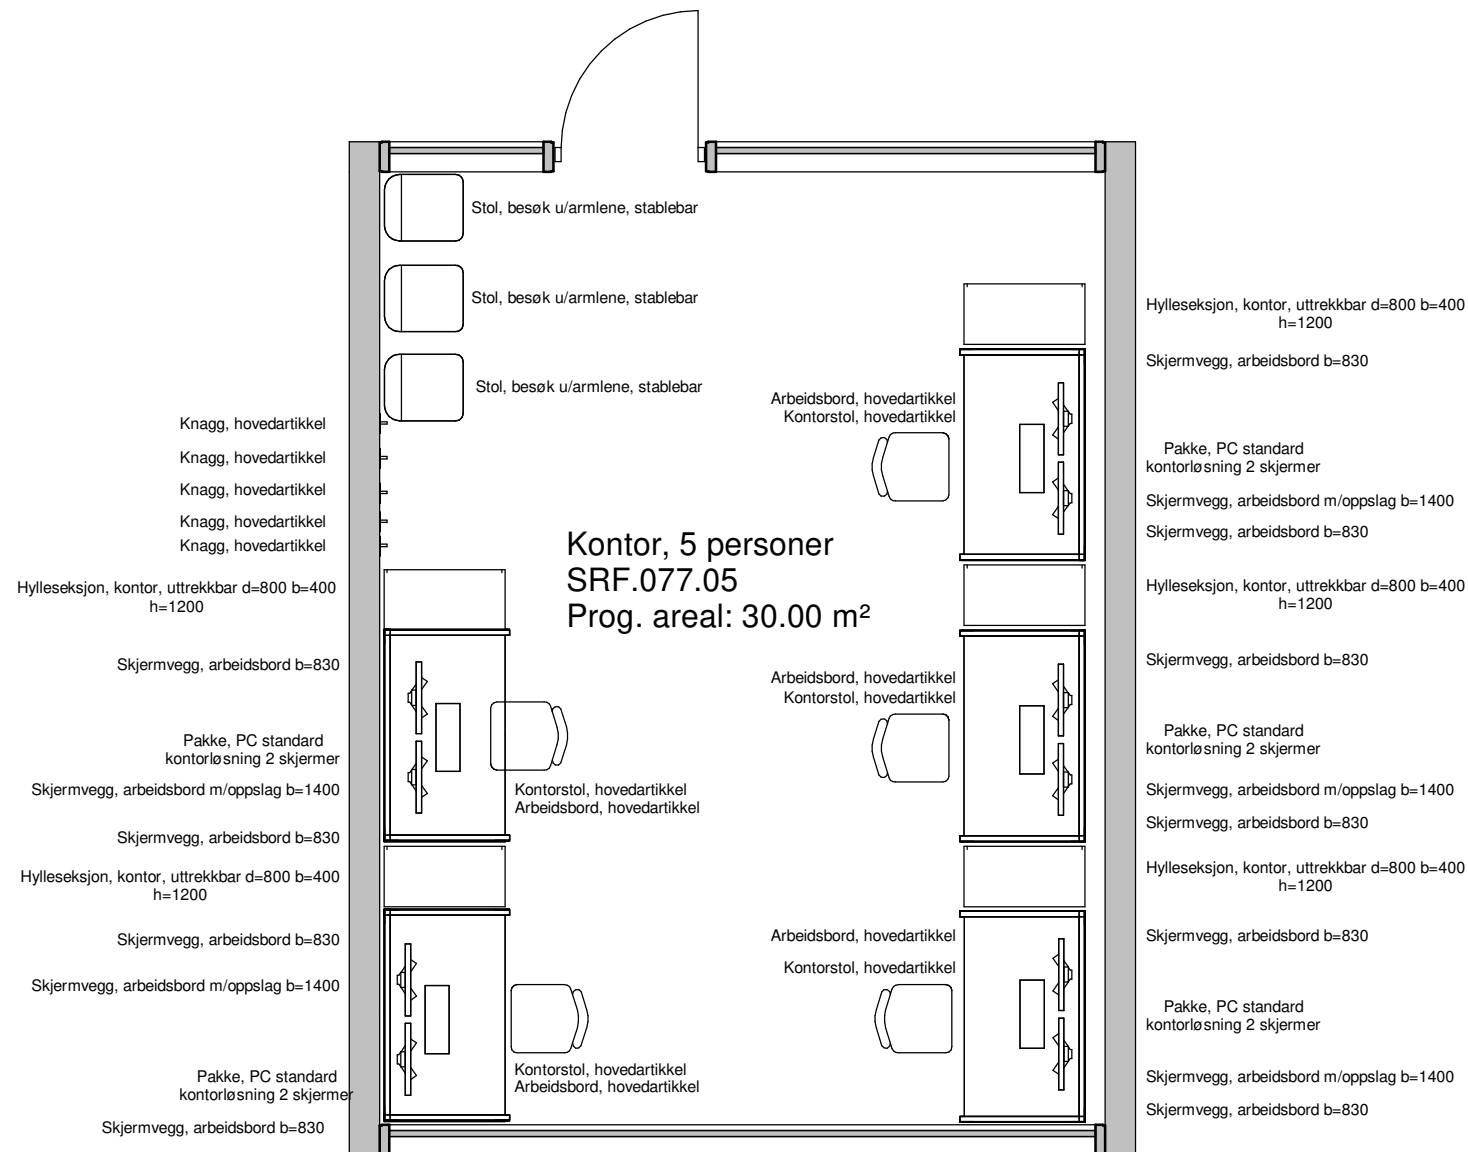 Stol, besøk u/armlene, stablebar
Stol, besøk u/armlene, stablebar
Stol, besøk u/armlene, stablebar
Knagg, hovedartikkel
Knagg, hovedartikkel
Knagg, hovedartikkel
Knagg, hovedartikkel
Knagg, hovedartikkel
Hylleseksjon, kontor, uttrekkbar d=800 b=400
h=1200
Skjermvegg, arbeidsbord b=830
Pakke, PC standard
kontorløsning 2 skjermer
Skjermvegg, arbeidsbord m/oppslag b=1400
Skjermvegg, arbeidsbord b=830
Hylleseksjon, kontor, uttrekkbar d=800 b=400
h=1200
Skjermvegg, arbeidsbord b=830
Skjermvegg, arbeidsbord m/oppslag b=1400
Pakke, PC standard
kontorløsning 2 skjermer
Skjermvegg, arbeidsbord b=830
Kontorstol, hovedartikkel
Arbeidsbord, hovedartikkel
Kontorstol, hovedartikkel
Arbeidsbord, hovedartikkel
Kontor, 5 personer
SRF.077.05
Prog. areal: 30.00 m²
Arbeidsbord, hovedartikkel
Kontorstol, hovedartikkel
Arbeidsbord, hovedartikkel
Kontorstol, hovedartikkel
Arbeidsbord, hovedartikkel
Kontorstol, hovedartikkel
Hylleseksjon, kontor, uttrekkbar d=800 b=400
h=1200
Skjermvegg, arbeidsbord b=830
Pakke, PC standard
kontorløsning 2 skjermer
Skjermvegg, arbeidsbord m/oppslag b=1400
Skjermvegg, arbeidsbord b=830
Hylleseksjon, kontor, uttrekkbar d=800 b=400
h=1200
Skjermvegg, arbeidsbord b=830
Pakke, PC standard
kontorløsning 2 skjermer
Skjermvegg, arbeidsbord m/oppslag b=1400
Skjermvegg, arbeidsbord b=830
Hylleseksjon, kontor, uttrekkbar d=800 b=400
h=1200
Skjermvegg, arbeidsbord b=830
Pakke, PC standard
kontorløsning 2 skjermer
Skjermvegg, arbeidsbord m/oppslag b=1400
Skjermvegg, arbeidsbord b=830